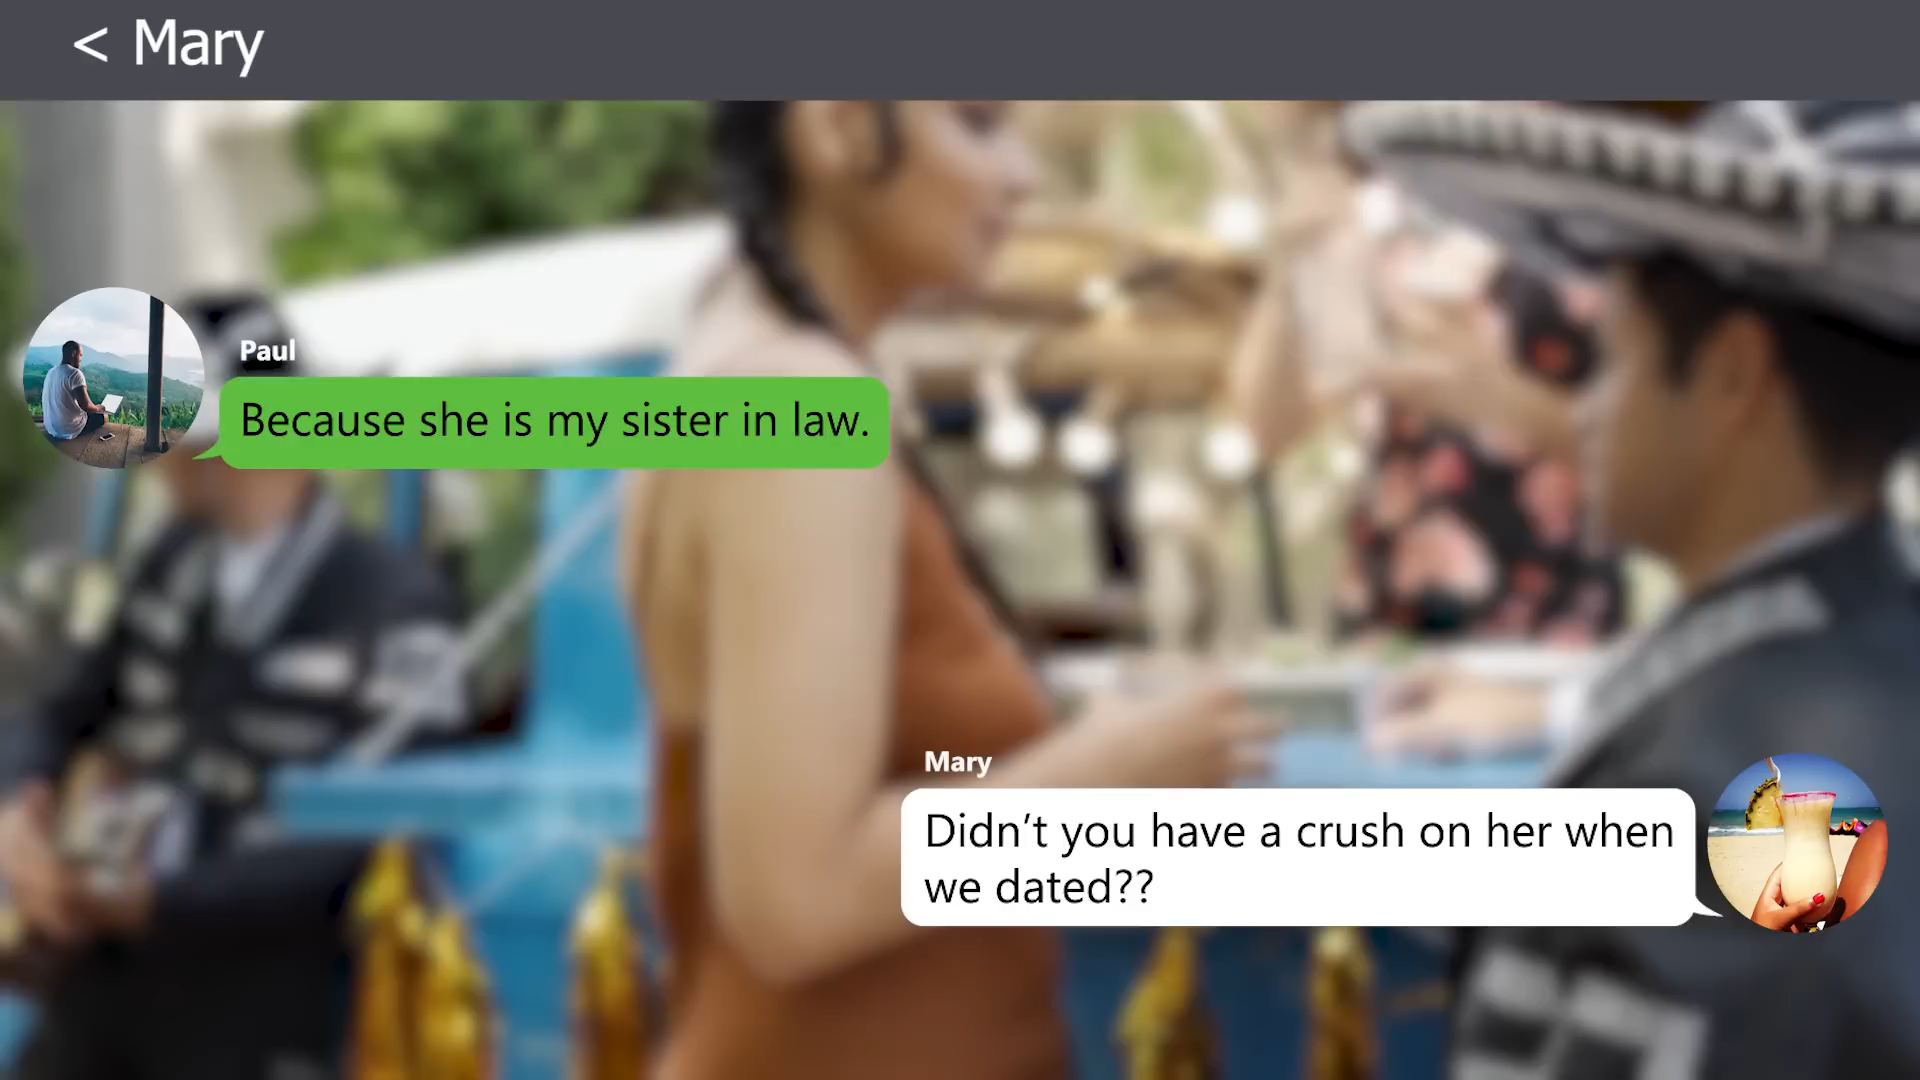 < Mary
Paul
Because she is my sister in law.
Mary
Didn't you have a crush on her when
we dated??